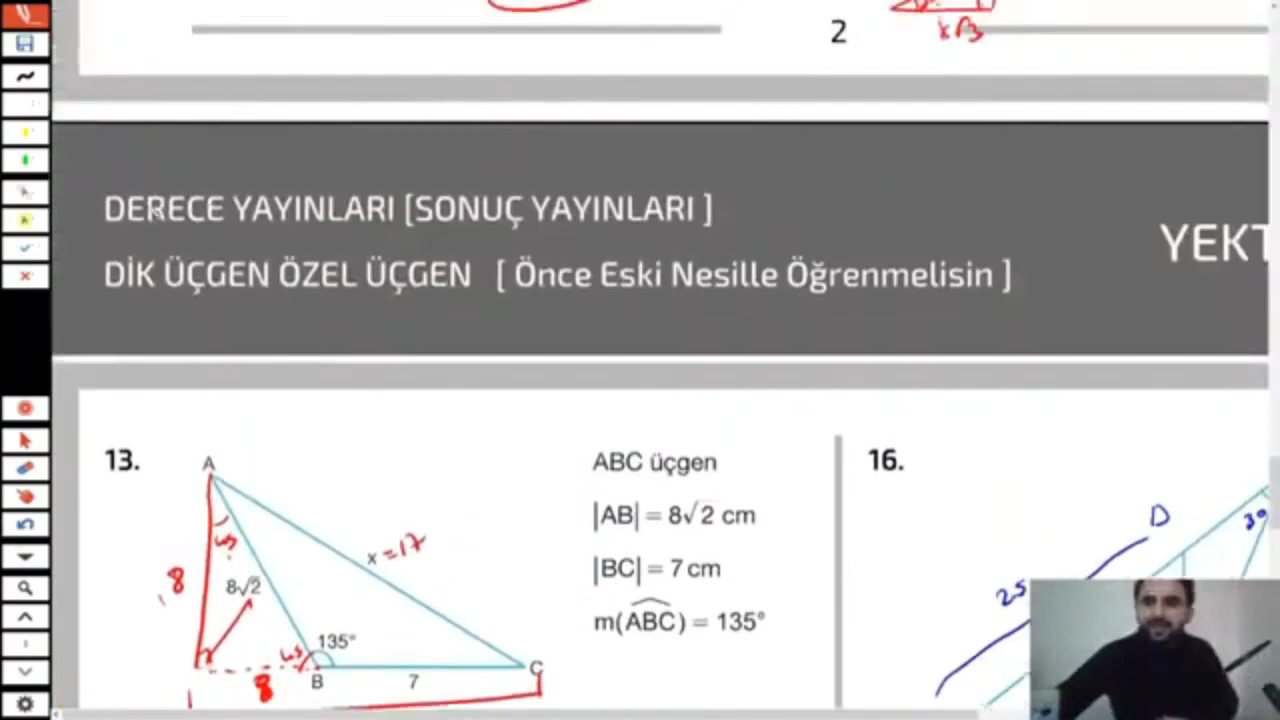 2
x√3
DERECE YAYINLARI [SONUÇ YAYINLARI ]
YEKT
DİK ÜÇGEN ÖZEL ÜÇGEN [ Önce Eski Nesille Öğrenmelisin ]
13.
A
45
8
8√2
x = 17
135°
45
8
B
7
C
ABC üçgen
|AB| = 8√2 cm
|BC| = 7 cm
m(ABC) = 135°
16.
D
30
25